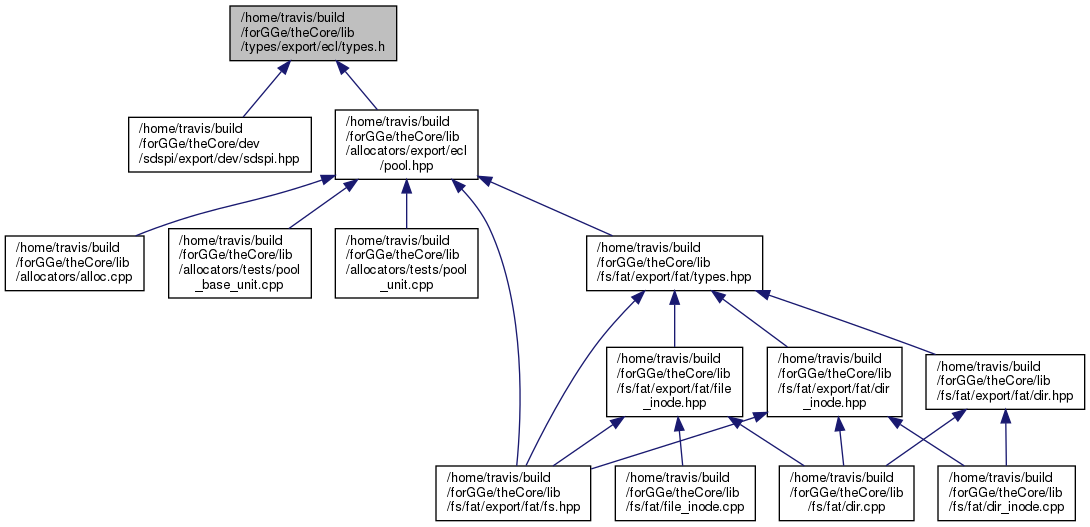 /home/travis/build
/forGGe/theCore/lib
/types/export/ecl/types.h
/home/travis/build
/forGGe/theCore/dev
/sdspi/export/dev/sdspi.hpp
/home/travis/build
/forGGe/theCore/lib
/allocators/export/ecl
/pool.hpp
/home/travis/build
/forGGe/theCore/lib
/allocators/alloc.cpp
/home/travis/build
/forGGe/theCore/lib
/allocators/tests/pool
_base_unit.cpp
/home/travis/build
/forGGe/theCore/lib
/allocators/tests/pool
_unit.cpp
/home/travis/build
/forGGe/theCore/lib
/fs/fat/export/fat/types.hpp
/home/travis/build
/forGGe/theCore/lib
/fs/fat/export/fat/file
_inode.hpp
/home/travis/build
/forGGe/theCore/lib
/fs/fat/export/fat/dir
_inode.hpp
/home/travis/build
/forGGe/theCore/lib
/fs/fat/export/fat/dir.hpp
/home/travis/build
/forGGe/theCore/lib
/fs/fat/export/fat/fs.hpp
/home/travis/build
/forGGe/theCore/lib
/fs/fat/file_inode.cpp
/home/travis/build
/forGGe/theCore/lib
/fs/fat/dir.cpp
/home/travis/build
/forGGe/theCore/lib
/fs/fat/dir_inode.cpp